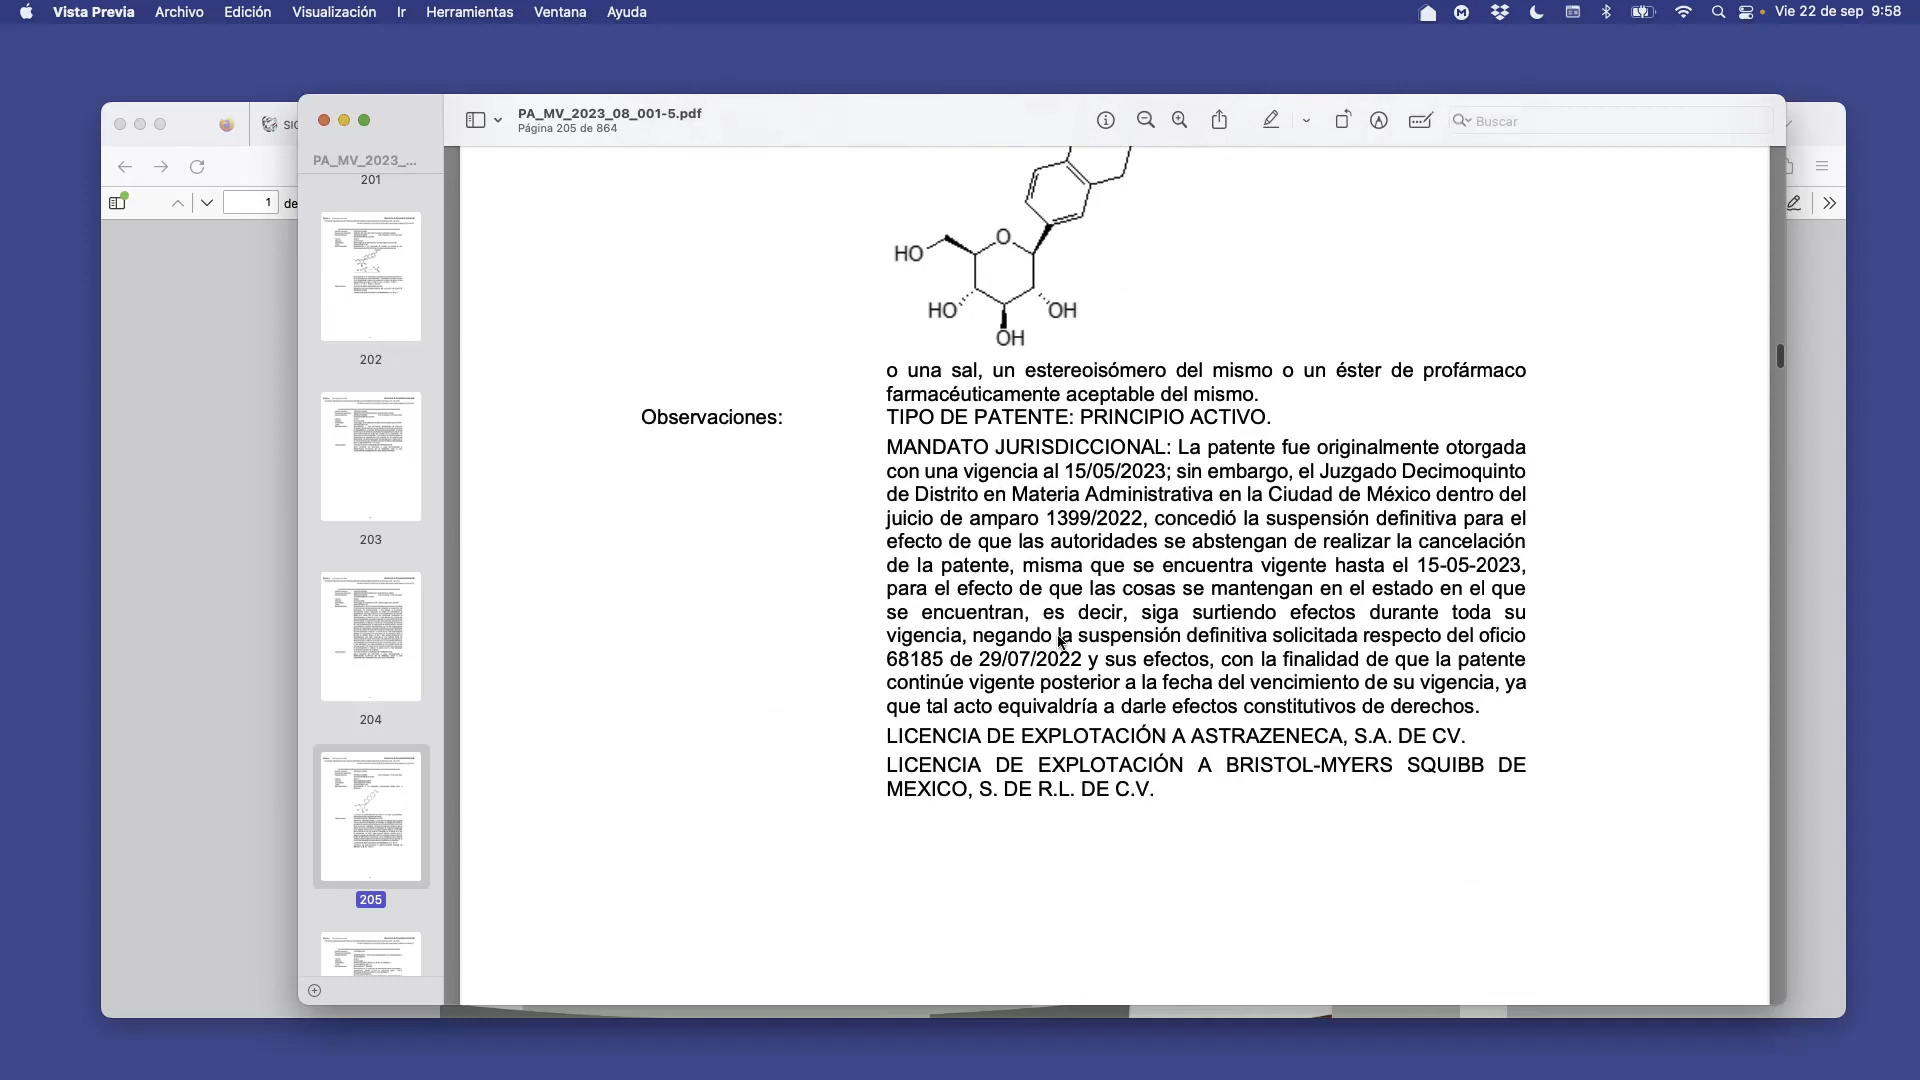 Vista Previa Archivo Edición Visualización Ir Herramientas Ventana Ayuda
Vie 22 de sep 9:58
PA_MV_2023_08_001-5.pdf
Página 205 de 864
Buscar
SIG
1 de
PA_MV_2023_...
201
202
203
204
205
O
HO
HO
OH
OH
o una sal, un estereoisómero del mismo o un éster de profármaco
farmacéuticamente aceptable del mismo.
Observaciones: TIPO DE PATENTE: PRINCIPIO ACTIVO.
MANDATO JURISDICCIONAL: La patente fue originalmente otorgada
con una vigencia al 15/05/2023; sin embargo, el Juzgado Decimoquinto
de Distrito en Materia Administrativa en la Ciudad de México dentro del
juicio de amparo 1399/2022, concedió la suspensión definitiva para el
efecto de que las autoridades se abstengan de realizar la cancelación
de la patente, misma que se encuentra vigente hasta el 15-05-2023,
para el efecto de que las cosas se mantengan en el estado en el que
se encuentran, es decir, siga surtiendo efectos durante toda su
vigencia, negando la suspensión definitiva solicitada respecto del oficio
68185 de 29/07/2022 y sus efectos, con la finalidad de que la patente
continúe vigente posterior a la fecha del vencimiento de su vigencia, ya
que tal acto equivaldría a darle efectos constitutivos de derechos.
LICENCIA DE EXPLOTACIÓN A ASTRAZENECA, S.A. DE CV.
LICENCIA DE EXPLOTACIÓN A BRISTOL-MYERS SQUIBB DE
MEXICO, S. DE R.L. DE C.V.